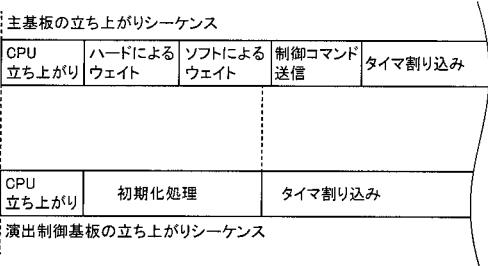 主基板の立ち上がりシーケンス
CPU
立ち上がり
ハードによる
ウェイト
ソフトによる
ウェイト
制御コマンド
送信
タイマ割り込み
CPU
立ち上がり
初期化処理
タイマ割り込み
演出制御基板の立ち上がりシーケンス